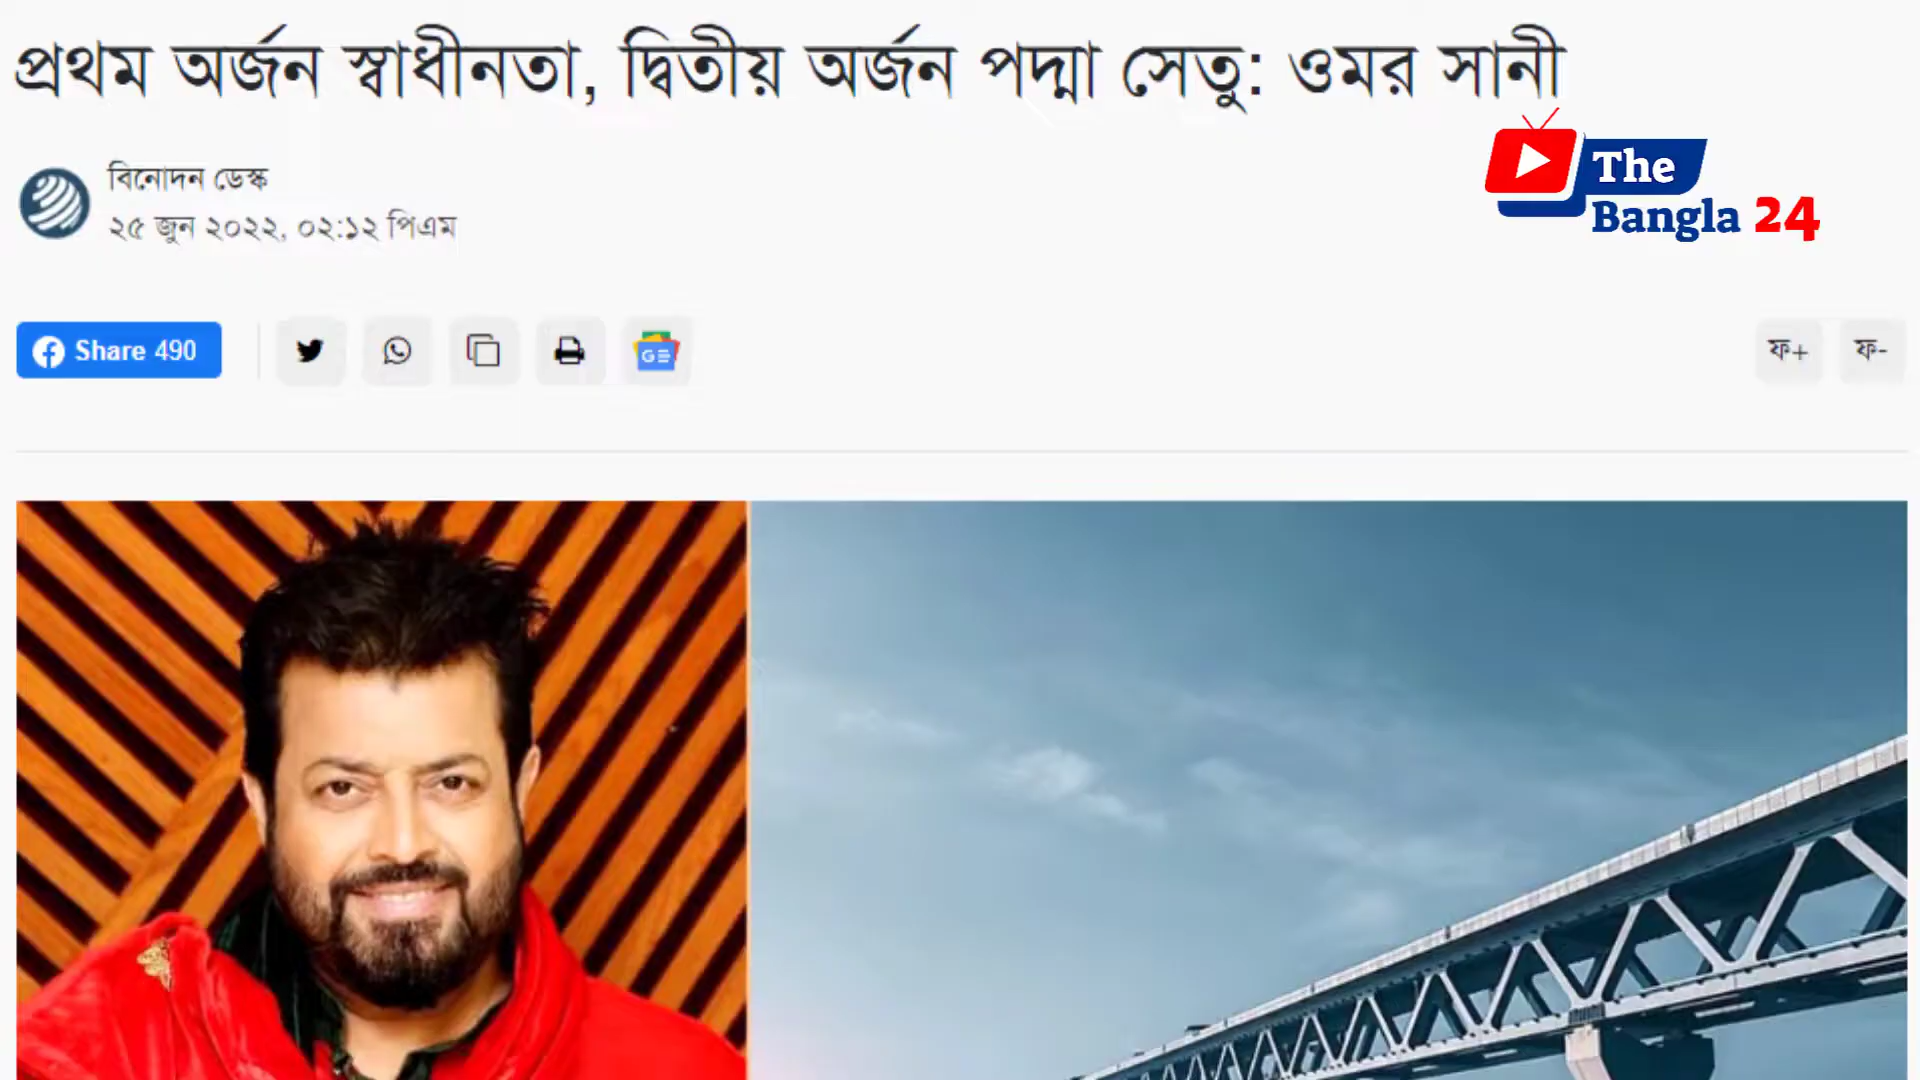 প্রথম অর্জন স্বাধীনতা, দ্বিতীয় অর্জন পদ্মা সেতু: ওমর সানী
The
Bangla 24
বিনোদন ডেস্ক
২৫ জুন ২০২২, ০২:১২ পিএম
Share 490
GE
ফ+
ফ-